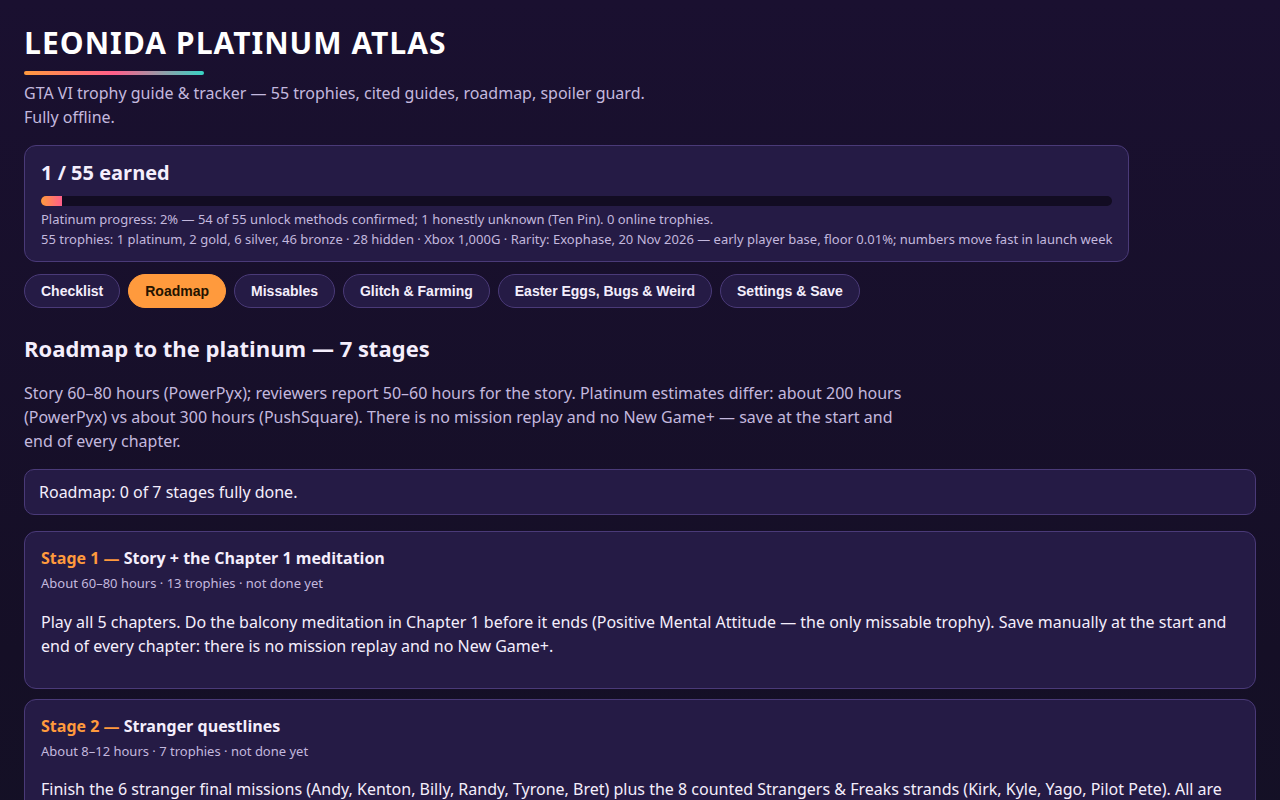 LEONIDA PLATINUM ATLAS
GTA VI trophy guide & tracker — 55 trophies, cited guides, roadmap, spoiler guard.
Fully offline.
1 / 55 earned
Platinum progress: 2% — 54 of 55 unlock methods confirmed; 1 honestly unknown (Ten Pin). 0 online trophies.
55 trophies: 1 platinum, 2 gold, 6 silver, 46 bronze · 28 hidden · Xbox 1,000G · Rarity: Exophase, 20 Nov 2026 — early player base, floor 0.01%; numbers move fast in launch week
Checklist Roadmap Missables Glitch & Farming Easter Eggs, Bugs & Weird Settings & Save
Roadmap to the platinum — 7 stages
Story 60–80 hours (PowerPyx); reviewers report 50–60 hours for the story. Platinum estimates differ: about 200 hours
(PowerPyx) vs about 300 hours (PushSquare). There is no mission replay and no New Game+ — save at the start and
end of every chapter.
Roadmap: 0 of 7 stages fully done.
Stage 1 — Story + the Chapter 1 meditation
About 60–80 hours · 13 trophies · not done yet
Play all 5 chapters. Do the balcony meditation in Chapter 1 before it ends (Positive Mental Attitude — the only missable trophy). Save manually at the start and
end of every chapter: there is no mission replay and no New Game+.
Stage 2 — Stranger questlines
About 8–12 hours · 7 trophies · not done yet
Finish the 6 stranger final missions (Andy, Kenton, Billy, Randy, Tyrone, Bret) plus the 8 counted Strangers & Freaks strands (Kirk, Kyle, Yago, Pilot Pete). All are